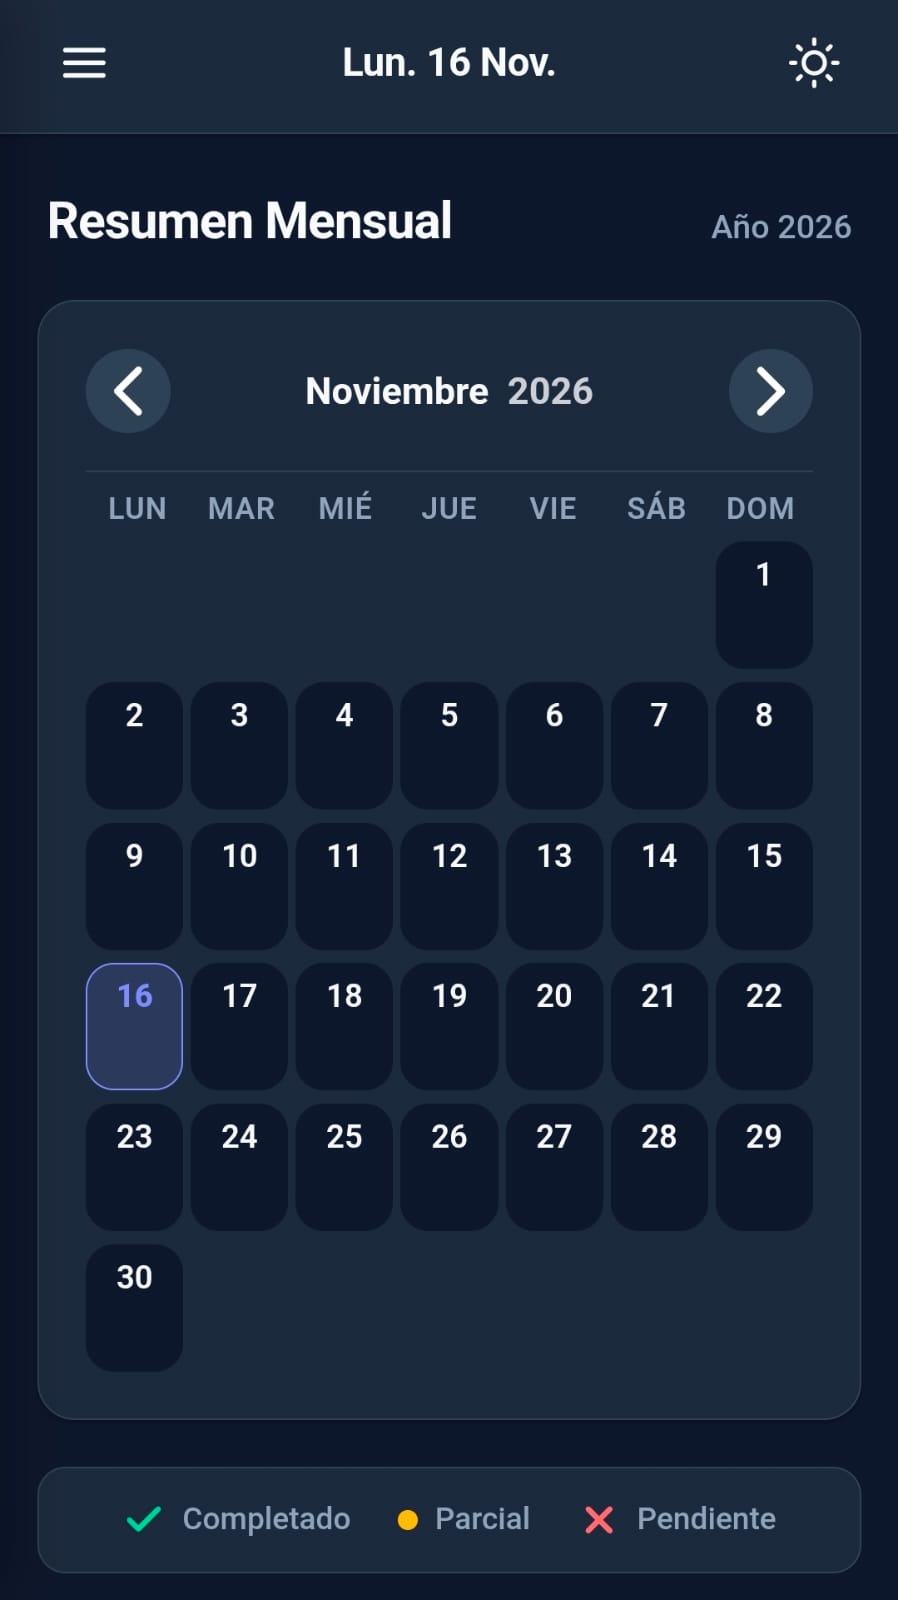 Lun. 16 Nov.
Resumen Mensual
Año 2026
Noviembre 2026
LUN MAR MIÉ JUE VIE SÁB DOM
1
2 3 4 5 6 7 8
9 10 11 12 13 14 15
16 17 18 19 20 21 22
23 24 25 26 27 28 29
30
Completado Parcial Pendiente